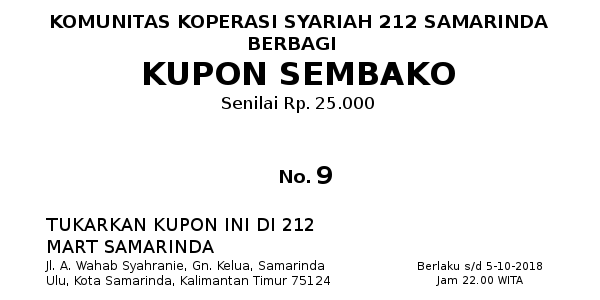 KOMUNITAS KOPERASI SYARIAH 212 SAMARINDA
BERBAGI
KUPON SEMBAKO
Senilai Rp. 25.000
No. 9
TUKARKAN KUPON INI DI 212
MART SAMARINDA
Jl. A. Wahab Syahranie, Gn. Kelua, Samarinda
Ulu, Kota Samarinda, Kalimantan Timur 75124
Berlaku s/d 5-10-2018
Jam 22.00 WITA